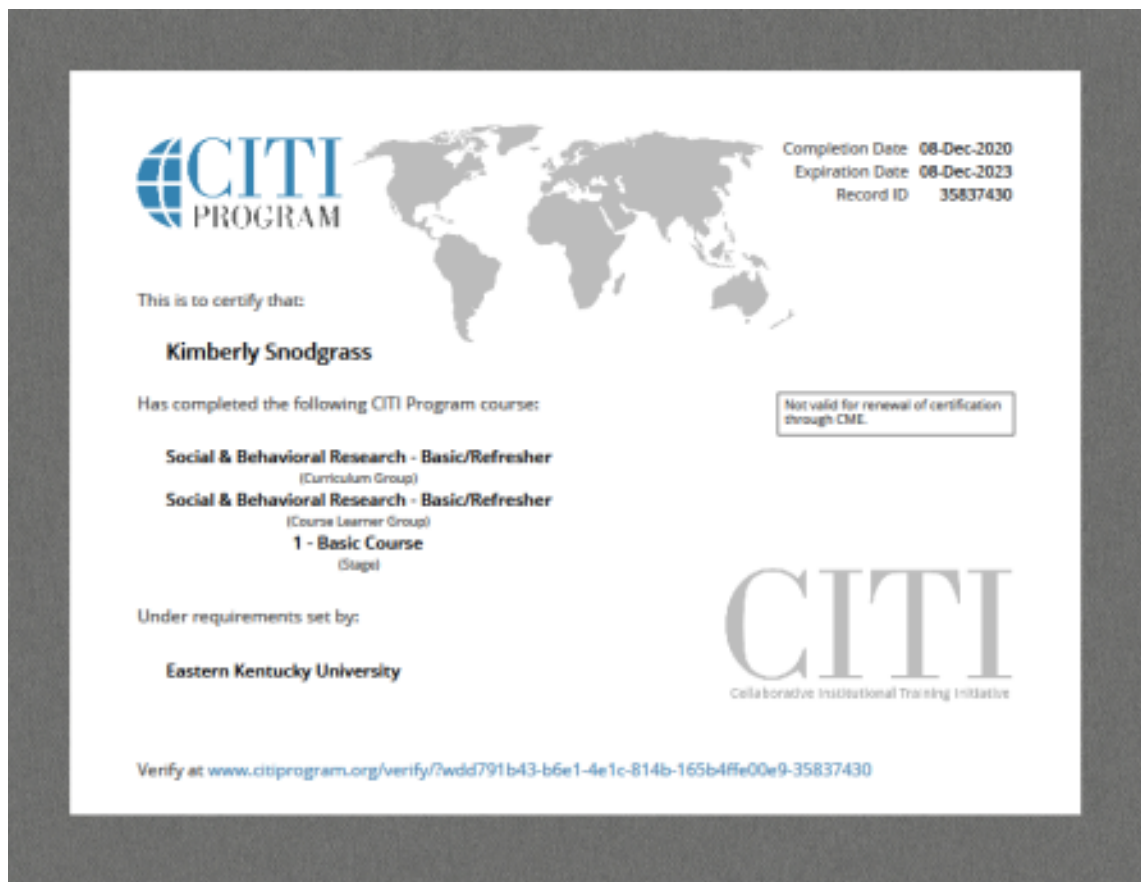 CITI
PROGRAM
Completion Date 08-Dec-2020
Expiration Date 08-Dec-2023
Record ID 35837430
This is to certify that:
Kimberly Snodgrass
Has completed the following CITI Program course:
Not valid for renewal of certification
through CME.
Social & Behavioral Research - Basic/Refresher
(Curriculum Group)
Social & Behavioral Research - Basic/Refresher
(Course Learner Group)
1 - Basic Course
(Stage)
Under requirements set by:
Eastern Kentucky University
CITI
Collaborative Institutional Training Initiative
Verify at www.citiprogram.org/verify/?wdd791b43-b6e1-4e1c-814b-165b4ffe00e9-35837430